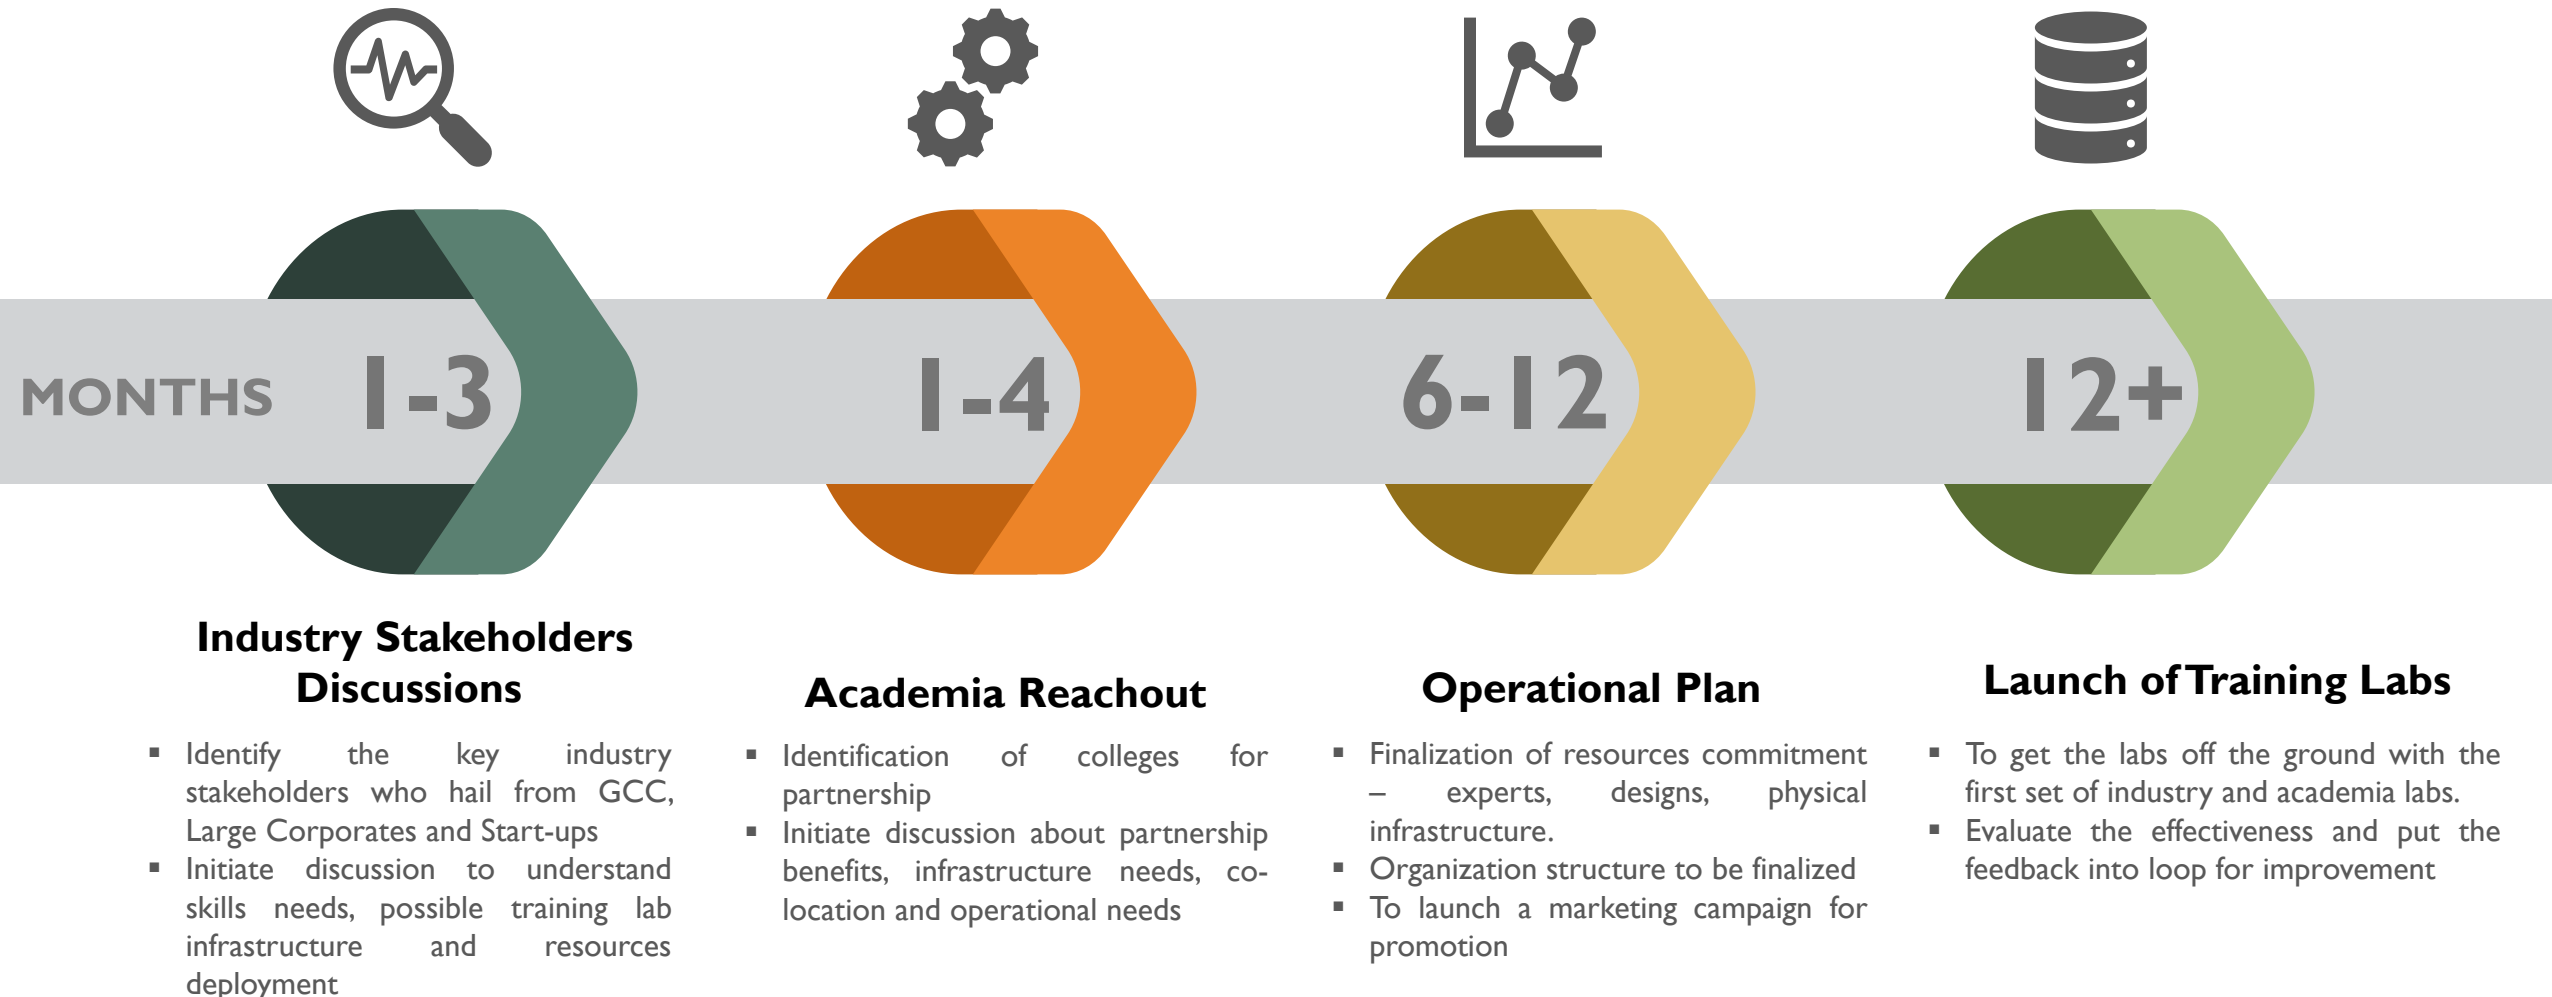 MONTHS
1-3
1-4
6-12
12+
Industry Stakeholders
Discussions
▪ Identify the key industry
stakeholders who hail from GCC,
Large Corporates and Start-ups
▪ Initiate discussion to understand
skills needs, possible training lab
infrastructure and resources
deployment
Academia Reachout
▪ Identification of colleges for
partnership
▪ Initiate discussion about partnership
benefits, infrastructure needs, co-
location and operational needs
Operational Plan
▪ Finalization of resources commitment
– experts, designs, physical
infrastructure.
▪ Organization structure to be finalized
▪ To launch a marketing campaign for
promotion
Launch of Training Labs
▪ To get the labs off the ground with the
first set of industry and academia labs.
▪ Evaluate the effectiveness and put the
feedback into loop for improvement